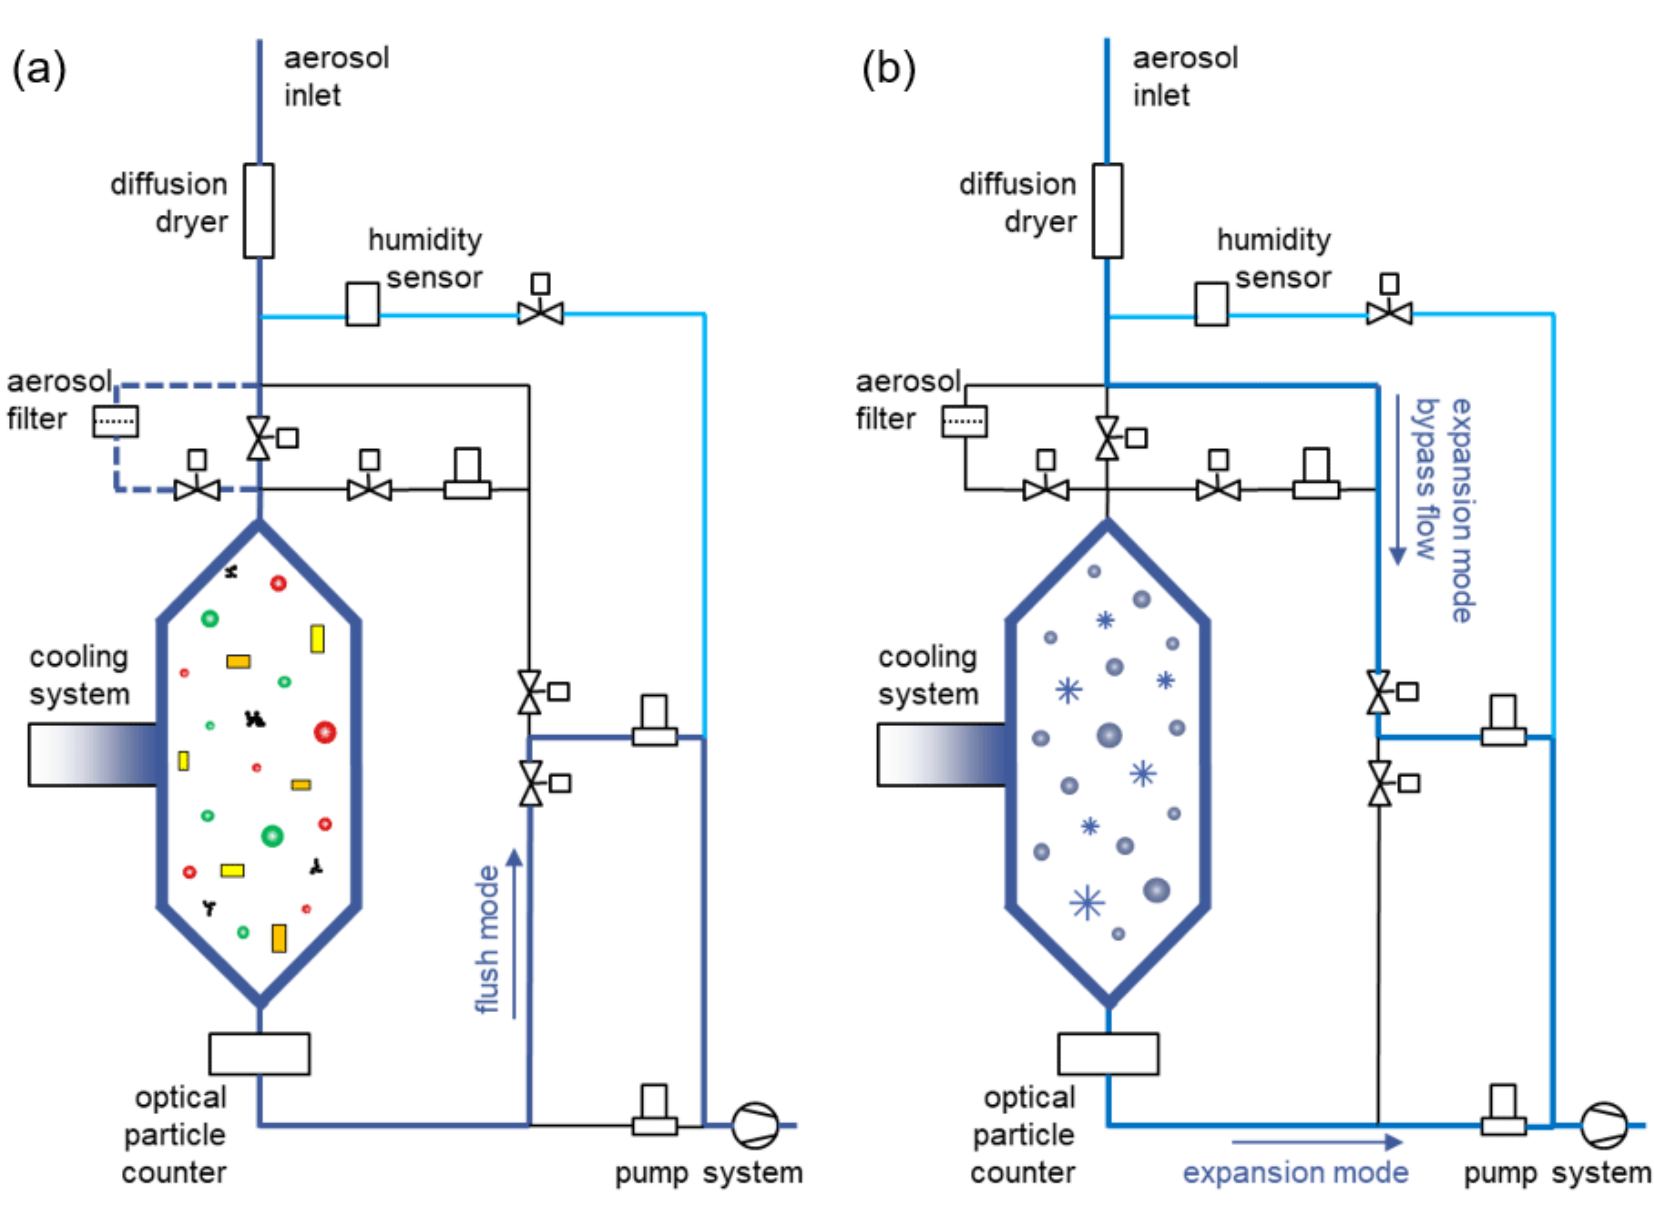 (a)
aerosol
inlet
diffusion
dryer
humidity
sensor
aerosol
filter
cooling
system
flush mode
optical
particle
counter
pump system
(b)
aerosol
inlet
diffusion
dryer
humidity
sensor
aerosol
filter
expansion mode
bypass flow
cooling
system
optical
particle
counter
expansion mode
pump system